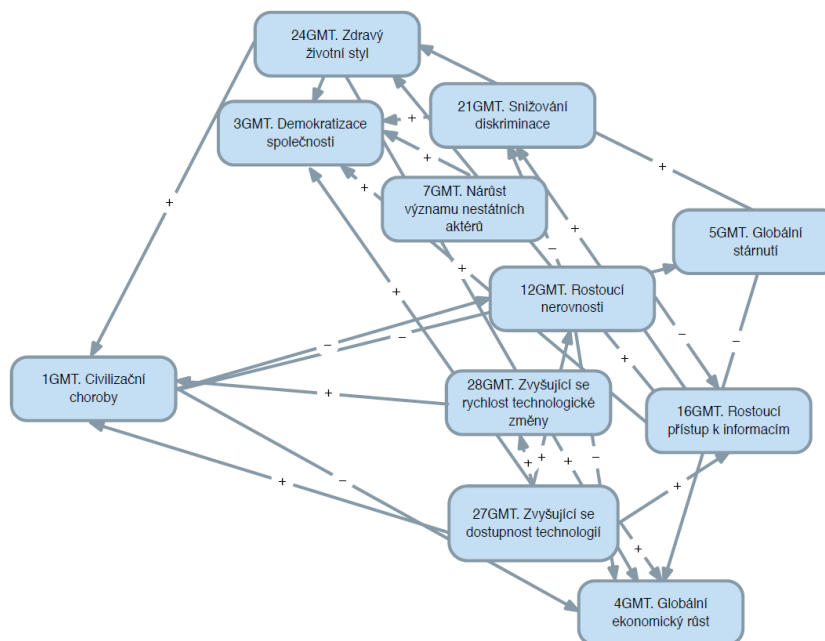 24GMT. Zdravý
životní styl
21GMT. Snižování
diskriminace
3GMT. Demokratizace
společnosti
+
+
+
+
+
7GMT. Nárůst
významu nestátních
aktérů
5GMT. Globální
stárnutí
+
–
+
+
12GMT. Rostoucí
nerovnosti
–
–
–
+
–
+
1GMT. Civilizační
choroby
28GMT. Zvyšující se
rychlost technologické
změny
–
16GMT. Rostoucí
přístup k informacím
+
+
+
+
–
+
27GMT. Zvyšující se
dostupnost technologií
+
4GMT. Globální
ekonomický růst